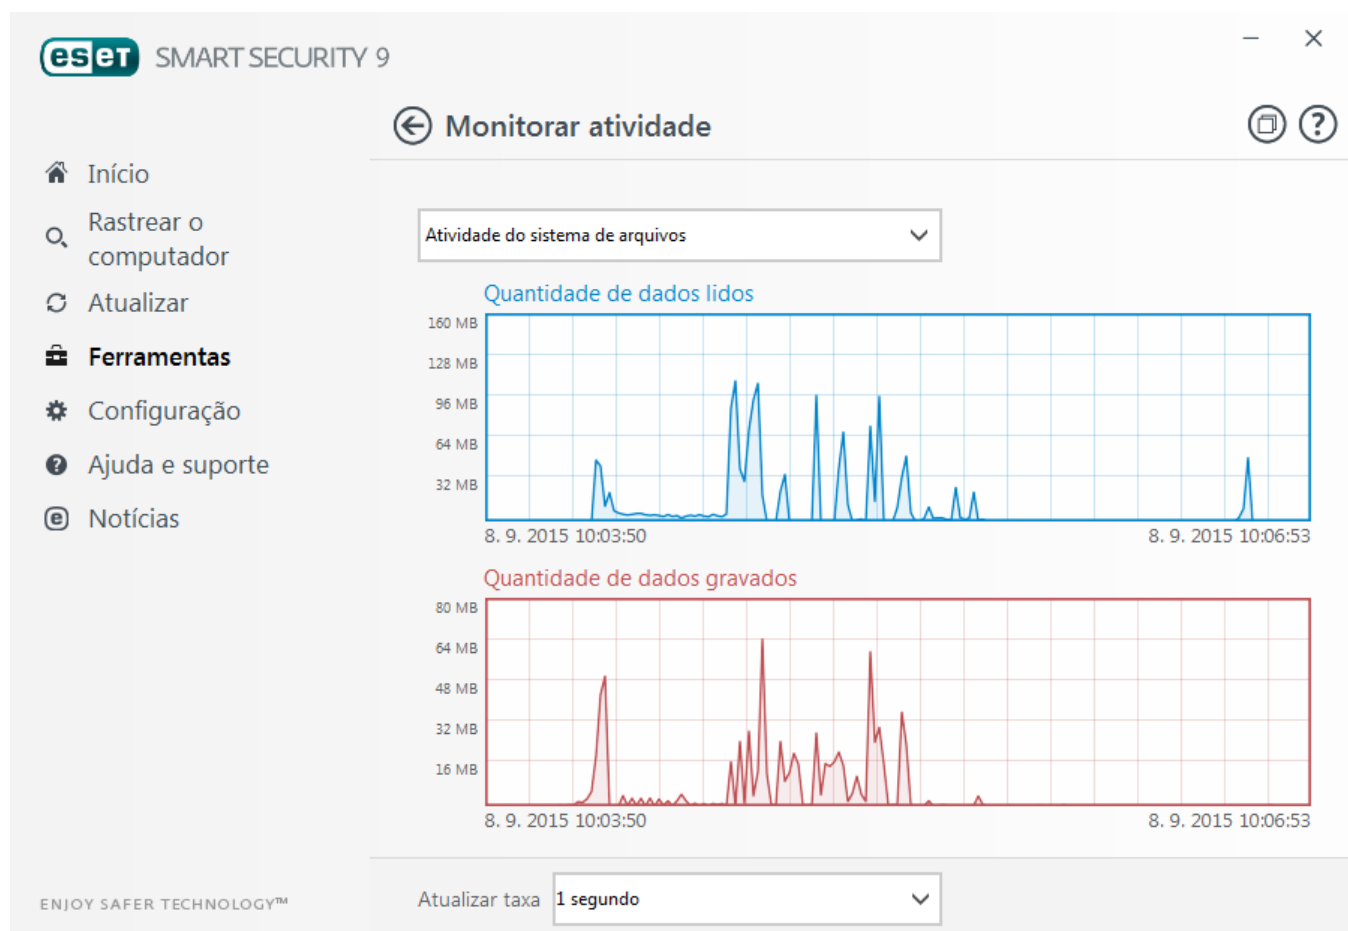 eset SMART SECURITY 9
Monitorar atividade
Início
Rastrear o
computador
Atualizar
Ferramentas
Configuração
Ajuda e suporte
Notícias
Atividade do sistema de arquivos
Quantidade de dados lidos
160 MB
128 MB
96 MB
64 MB
32 MB
8. 9. 2015 10:03:50
8. 9. 2015 10:06:53
Quantidade de dados gravados
80 MB
64 MB
48 MB
32 MB
16 MB
8. 9. 2015 10:03:50
8. 9. 2015 10:06:53
Atualizar taxa
1 segundo
ENJOY SAFER TECHNOLOGY™